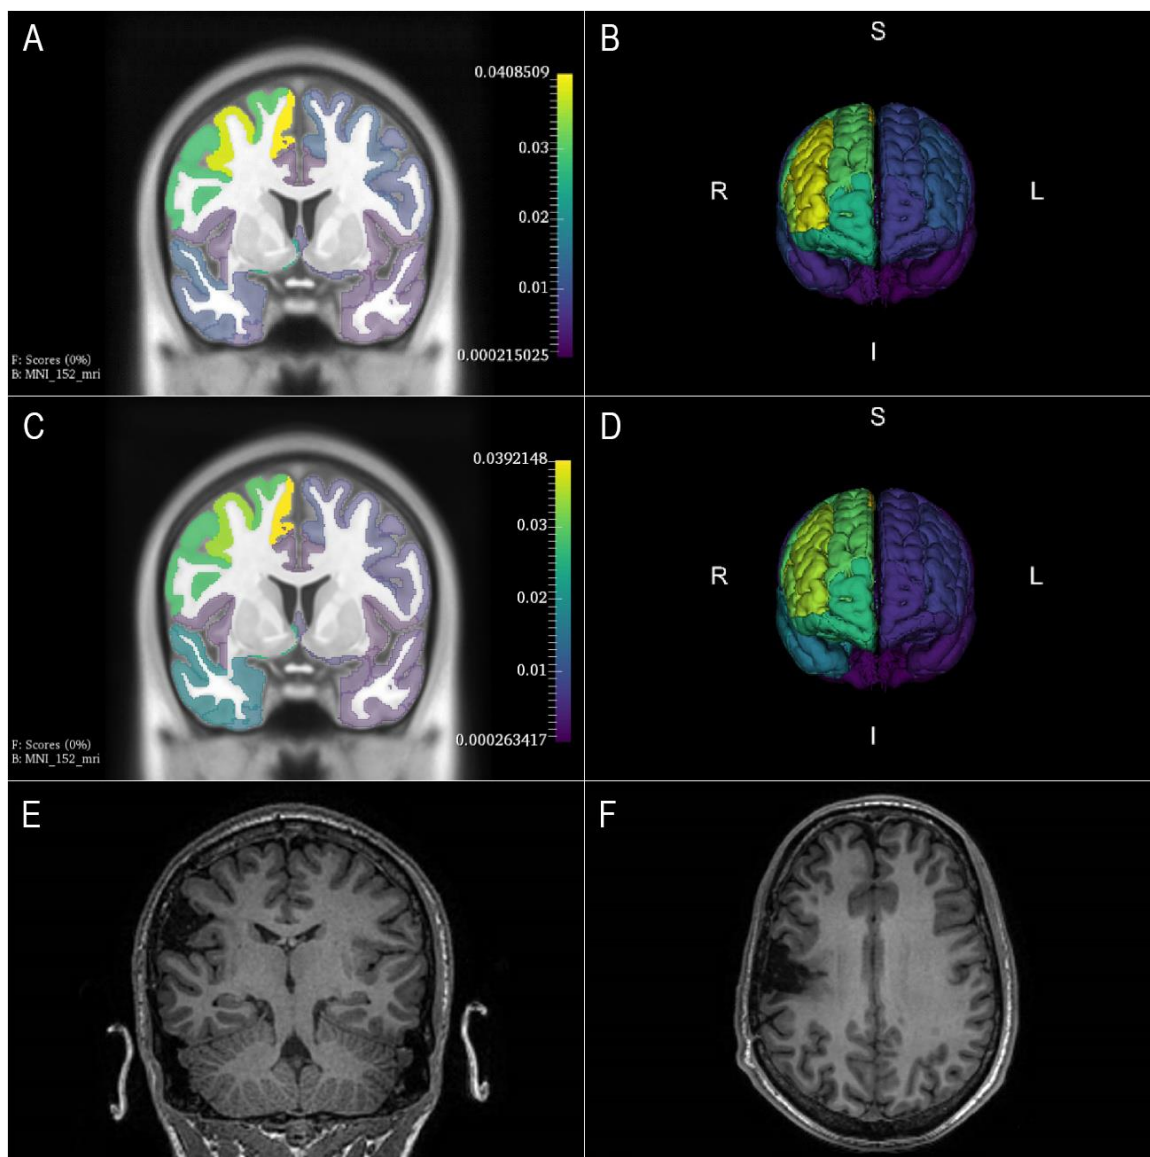 A
0.0408509
0.03
0.02
0.01
0.000215025
F: Scores (0%)
B: MNI_152_mri
B
S
R
L
I
C
0.0392148
0.03
0.02
0.01
0.000263417
F: Scores (0%)
B: MNI_152_mri
D
S
R
L
I
E
F